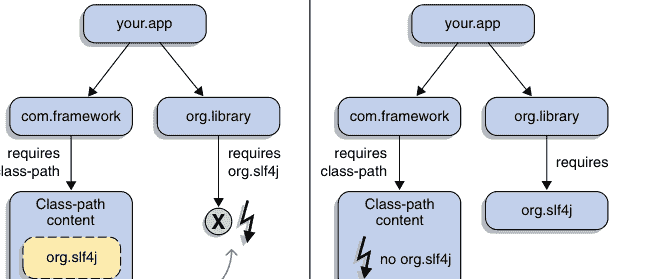 your.app
com.framework
org.library
requires
class-path
requires
org.slf4j
Class-path
content
X
org.slf4j
your.app
com.framework
org.library
requires
class-path
requires
Class-path
content
org.slf4j
no org.slf4j